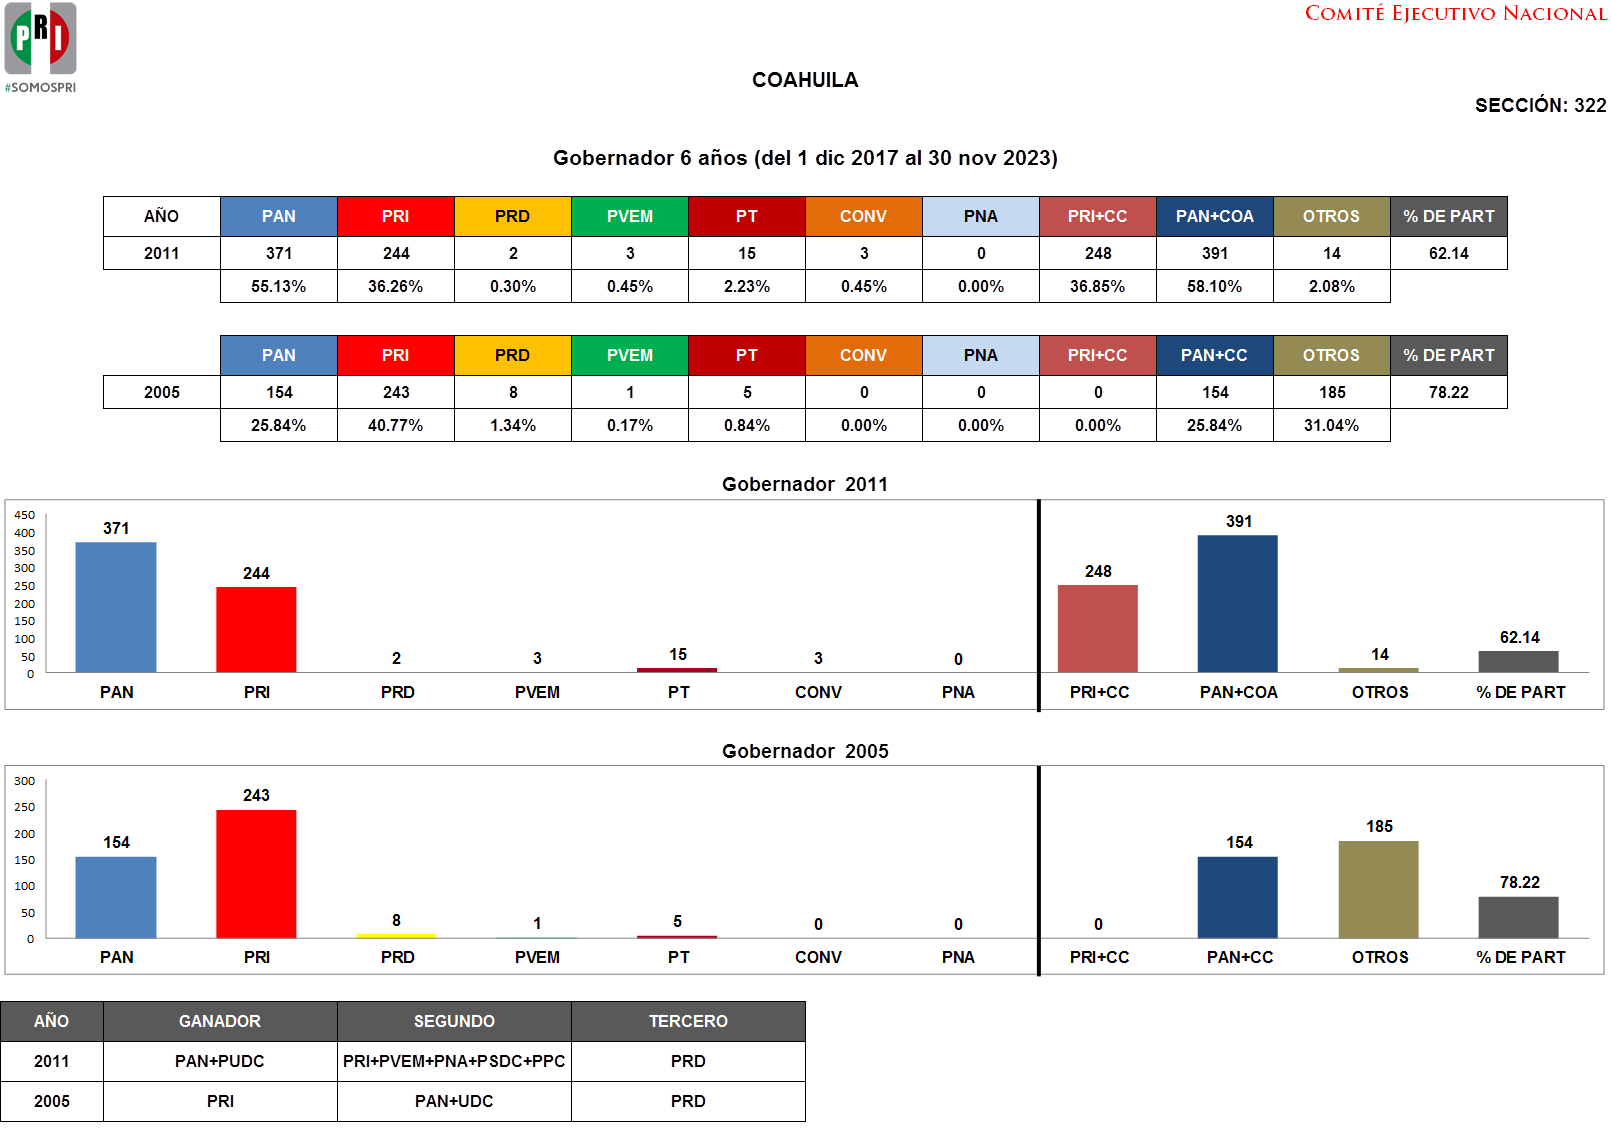 PRI
#SOMOSPRI
COMITÉ EJECUTIVO NACIONAL
COAHUILA
SECCIÓN: 322
Gobernador 6 años (del 1 dic 2017 al 30 nov 2023)
AÑO PAN PRI PRD PVEM PT CONV PNA PRI+CC PAN+COA OTROS % DE PART
2011 371 244 2 3 15 3 0 248 391 14 62.14
55.13% 36.26% 0.30% 0.45% 2.23% 0.45% 0.00% 36.85% 58.10% 2.08%
PAN PRI PRD PVEM PT CONV PNA PRI+CC PAN+CC OTROS % DE PART
2005 154 243 8 1 5 0 0 0 154 185 78.22
25.84% 40.77% 1.34% 0.17% 0.84% 0.00% 0.00% 0.00% 25.84% 31.04%
Gobernador 2011
450
400
350
300
250
200
150
100
50
0
371 244 2 3 15 3 0 248 391 14 62.14
PAN PRI PRD PVEM PT CONV PNA PRI+CC PAN+COA OTROS % DE PART
Gobernador 2005
300
250
200
150
100
50
0
154 243 8 1 5 0 0 0 154 185 78.22
PAN PRI PRD PVEM PT CONV PNA PRI+CC PAN+CC OTROS % DE PART
AÑO GANADOR SEGUNDO TERCERO
2011 PAN+PUDC PRI+PVEM+PNA+PSDC+PPC PRD
2005 PRI PAN+UDC PRD